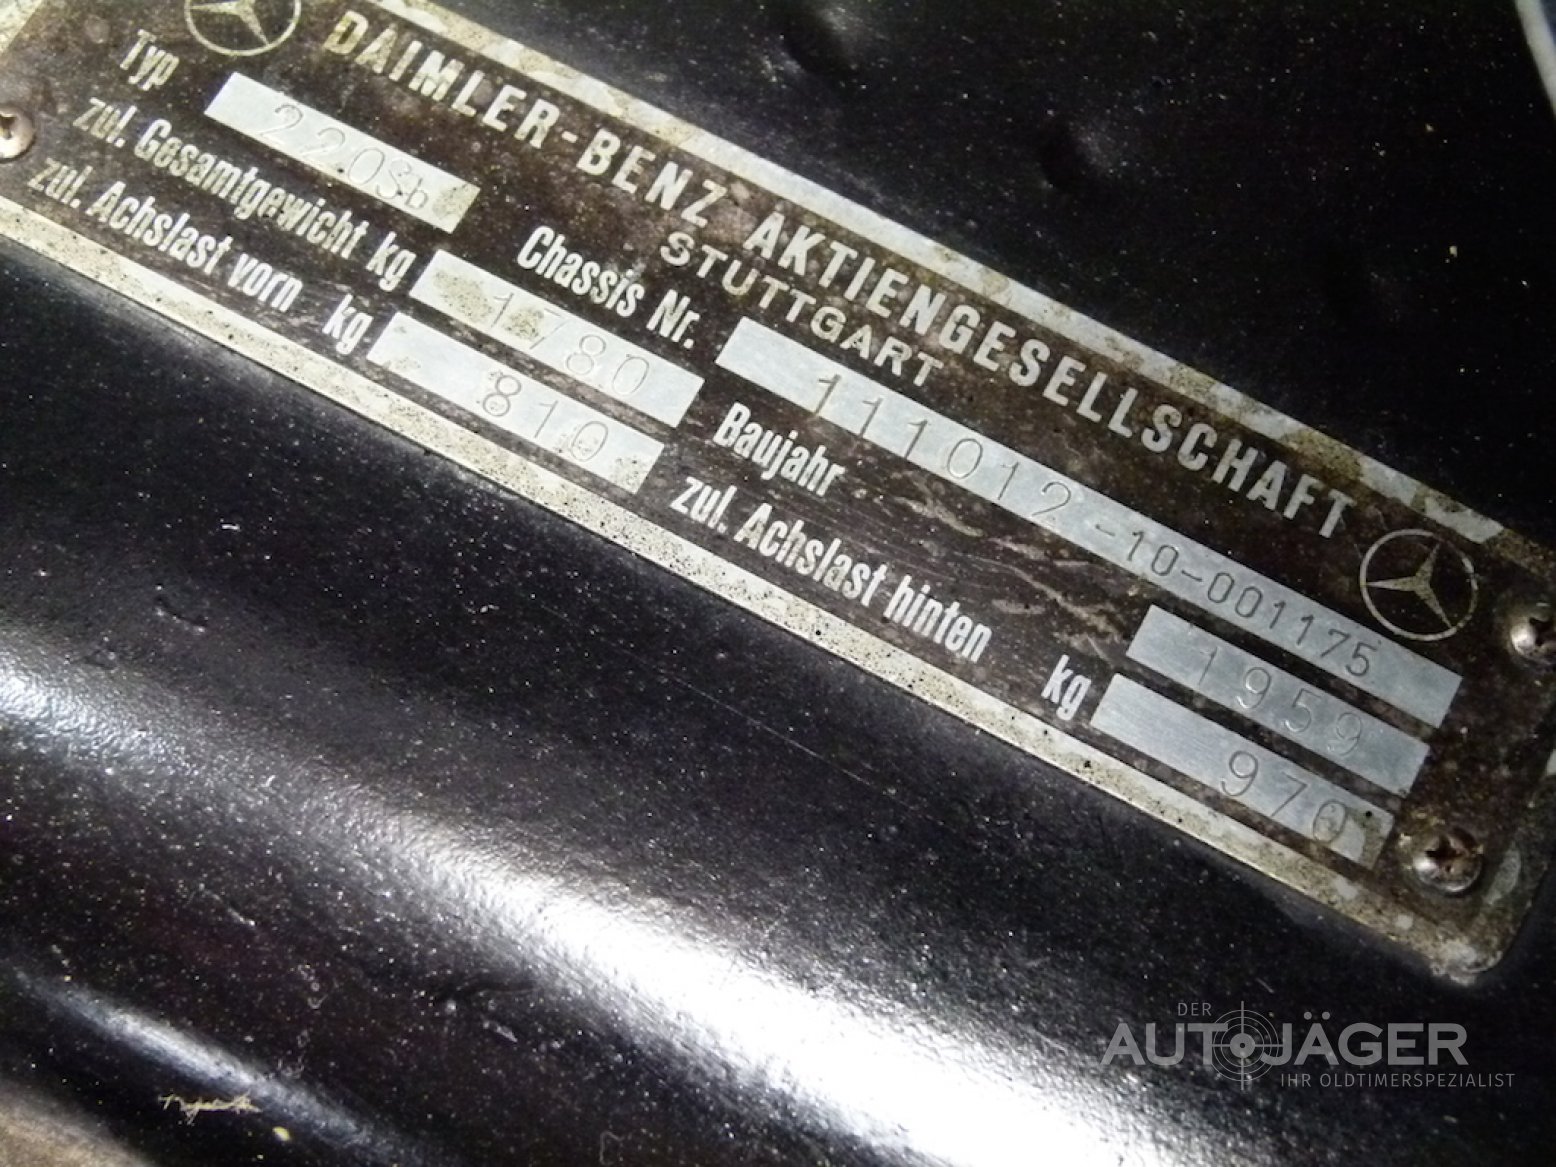 DAIMLER-BENZ AKTIENGESELLSCHAFT
STUTTGART
Typ 220Sb Chassis Nr. 111012-10-001175
zul. Gesamtgewicht kg 1780 Baujahr 1959
zul. Achslast vorn kg 810 zul. Achslast hinten kg 970
DER
AUTOJÄGER
IHR OLDTIMERSPEZIALIST